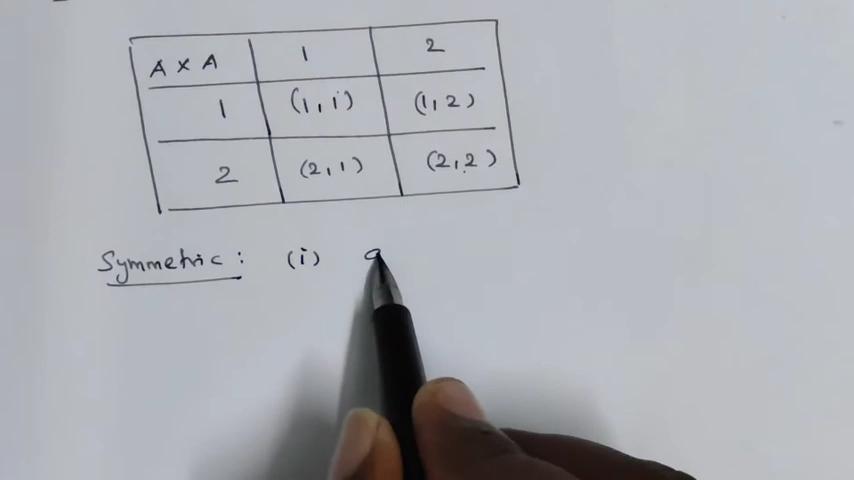 A × A 1 2
1 (1,1) (1,2)
2 (2,1) (2,2)
Symmetric: (i) a